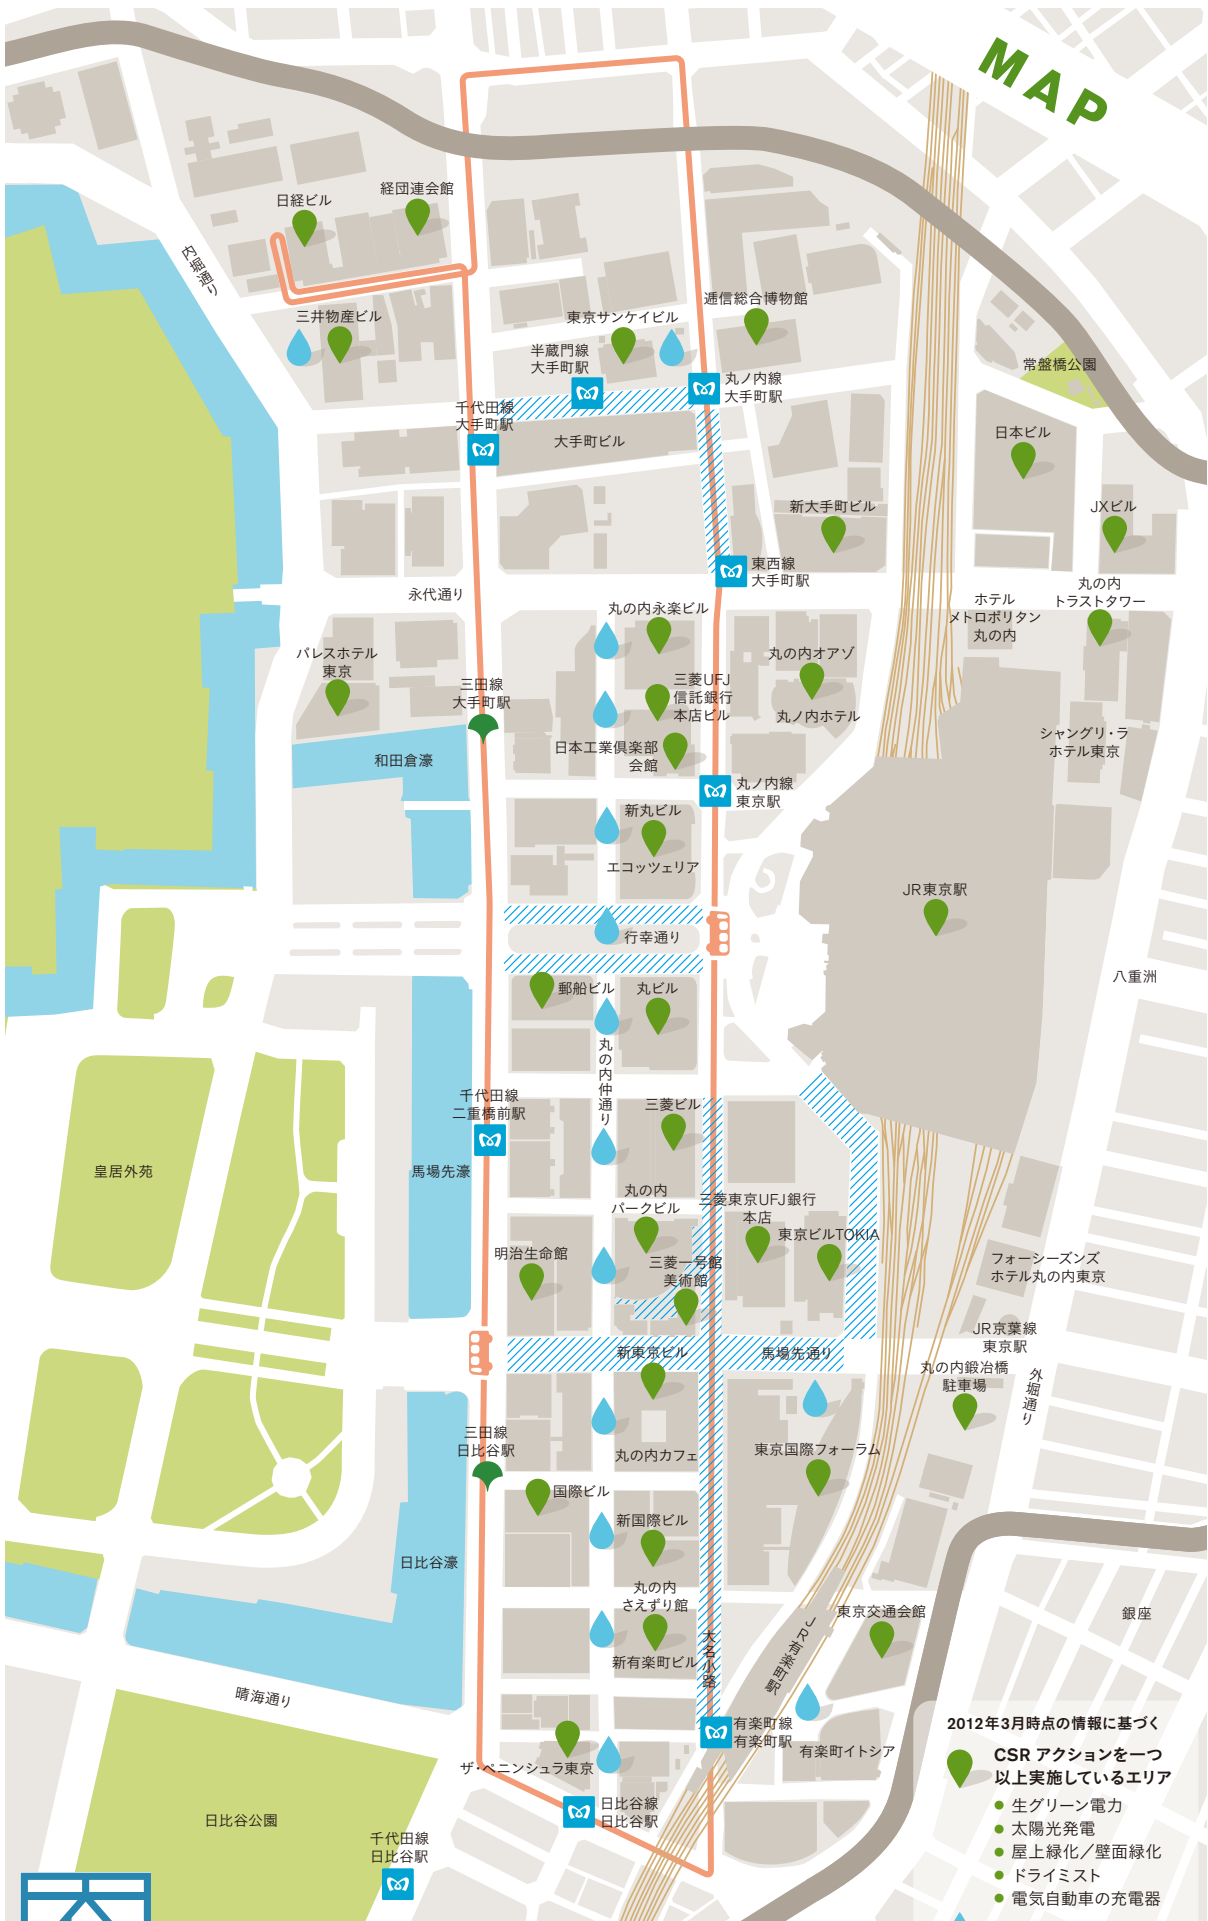 MAP
経団連会館
日経ビル
内堀通り
逓信総合博物館
三井物産ビル
東京サンケイビル
半蔵門線
大手町駅
常盤橋公園
丸ノ内線
大手町駅
千代田線
大手町駅
大手町ビル
日本ビル
新大手町ビル
JXビル
東西線
大手町駅
永代通り
丸の内
トラストタワー
ホテル
メトロポリタン
丸の内
丸の内永楽ビル
パレスホテル
東京
丸の内オアゾ
三菱UFJ
信託銀行
本店ビル
三田線
大手町駅
丸ノ内ホテル
シャングリ・ラ
ホテル東京
日本工業倶楽部
会館
和田倉濠
丸ノ内線
東京駅
新丸ビル
エコッツェリア
JR東京駅
行幸通り
八重洲
郵船ビル
丸ビル
丸の内仲通り
千代田線
二重橋前駅
三菱ビル
皇居外苑
馬場先濠
丸の内
パークビル
三菱東京UFJ銀行
本店
東京ビルTOKIA
明治生命館
三菱一号館
美術館
フォーシーズンズ
ホテル丸の内東京
JR京葉線
東京駅
新東京ビル
馬場先通り
丸の内鍛冶橋
駐車場
外堀通り
三田線
日比谷駅
丸の内カフェ
東京国際フォーラム
国際ビル
新国際ビル
日比谷濠
丸の内
さえずり館
東京交通会館
銀座
JR有楽町駅
大名小路
新有楽町ビル
晴海通り
有楽町線
有楽町駅
有楽町イトシア
ザ・ペニンシュラ東京
日比谷線
日比谷駅
日比谷公園
千代田線
日比谷駅
2012年3月時点の情報に基づく
CSR アクションを一つ
以上実施しているエリア
● 生グリーン電力
● 太陽光発電
● 屋上緑化／壁面緑化
● ドライミスト
● 電気自動車の充電器